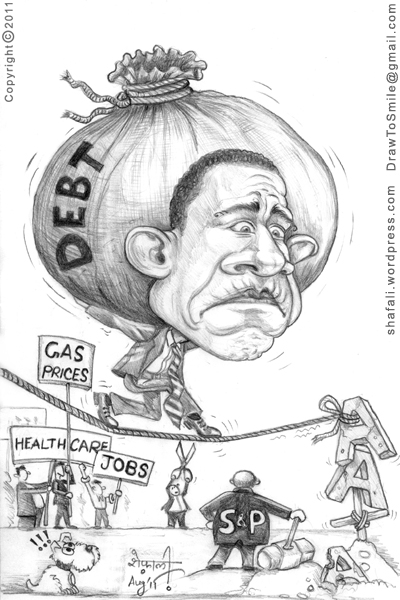 Copyright©2011
shafali.wordpress.com DrawToSmile@gmail.com
DEBT
GAS
PRICES
HEALTH CARE
JOBS
S&P
A
A
A
!!!
शेफाली
Aug'11